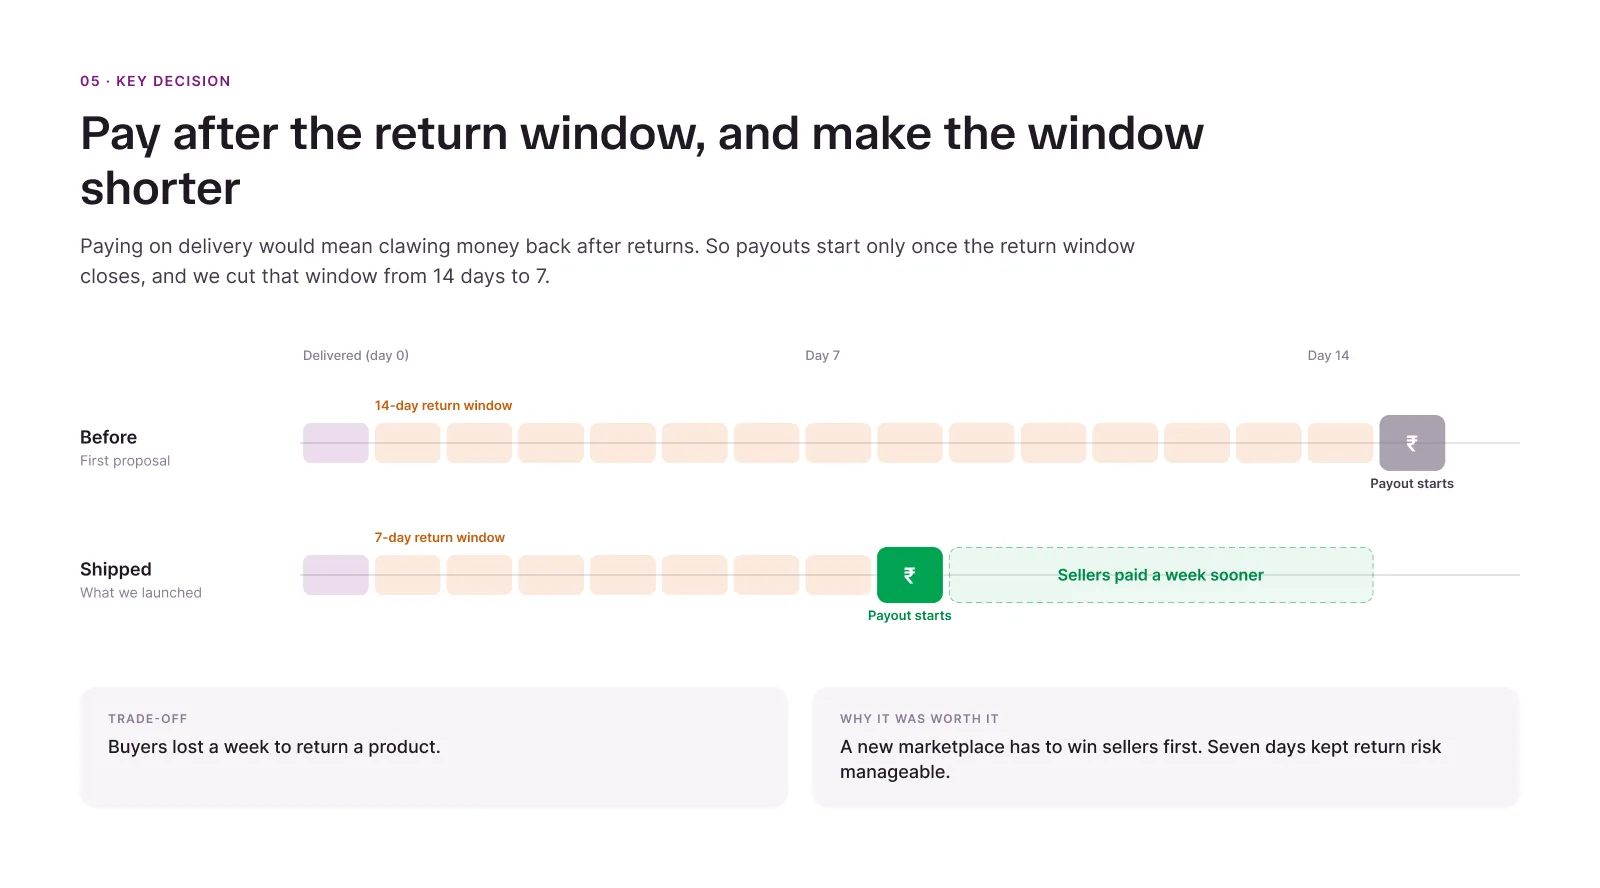 05 · KEY DECISION
Pay after the return window, and make the window
shorter
Paying on delivery would mean clawing money back after returns. So payouts start only once the return window
closes, and we cut that window from 14 days to 7.
Delivered (day 0)
Day 7
Day 14
14-day return window
Before
First proposal
₹
Payout starts
7-day return window
Shipped
What we launched
₹
Sellers paid a week sooner
Payout starts
TRADE-OFF
Buyers lost a week to return a product.
WHY IT WAS WORTH IT
A new marketplace has to win sellers first. Seven days kept return risk
manageable.